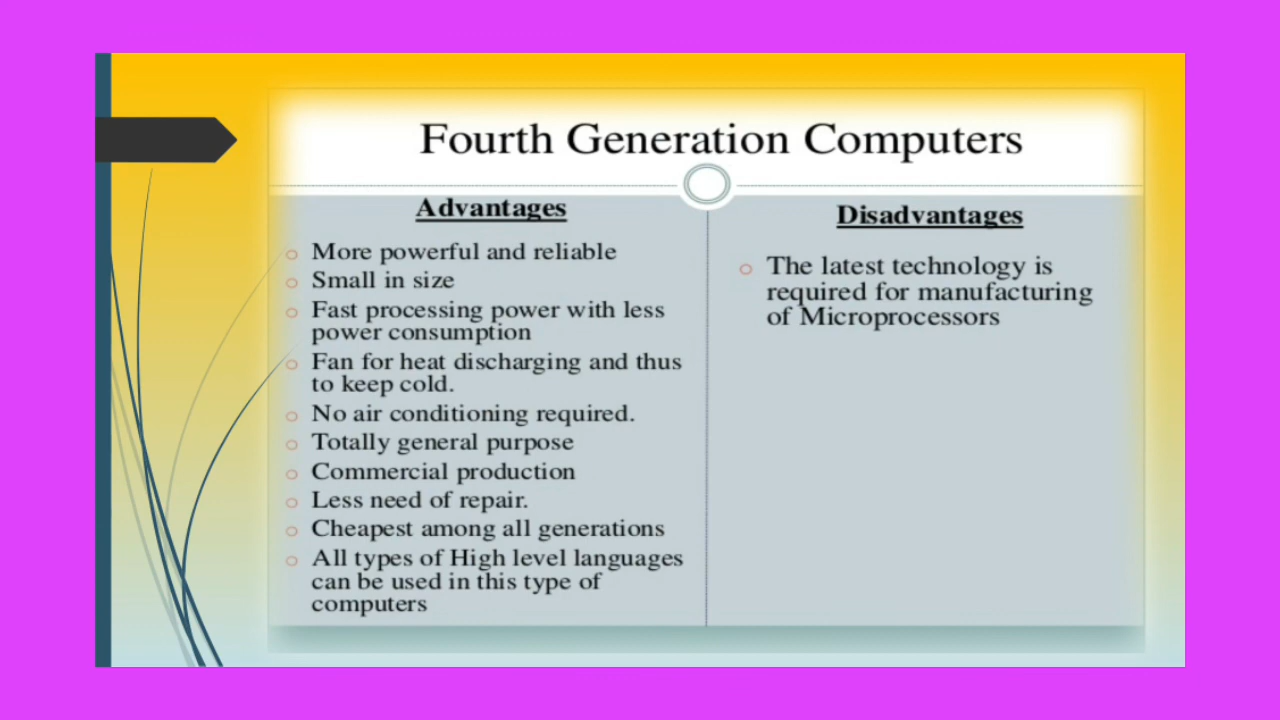 Fourth Generation Computers
Advantages
More powerful and reliable
Small in size
Fast processing power with less
power consumption
Fan for heat discharging and thus
to keep cold.
No air conditioning required.
Totally general purpose
Commercial production
Less need of repair.
Cheapest among all generations
All types of High level languages
can be used in this type of
computers
Disadvantages
The latest technology is
required for manufacturing
of Microprocessors